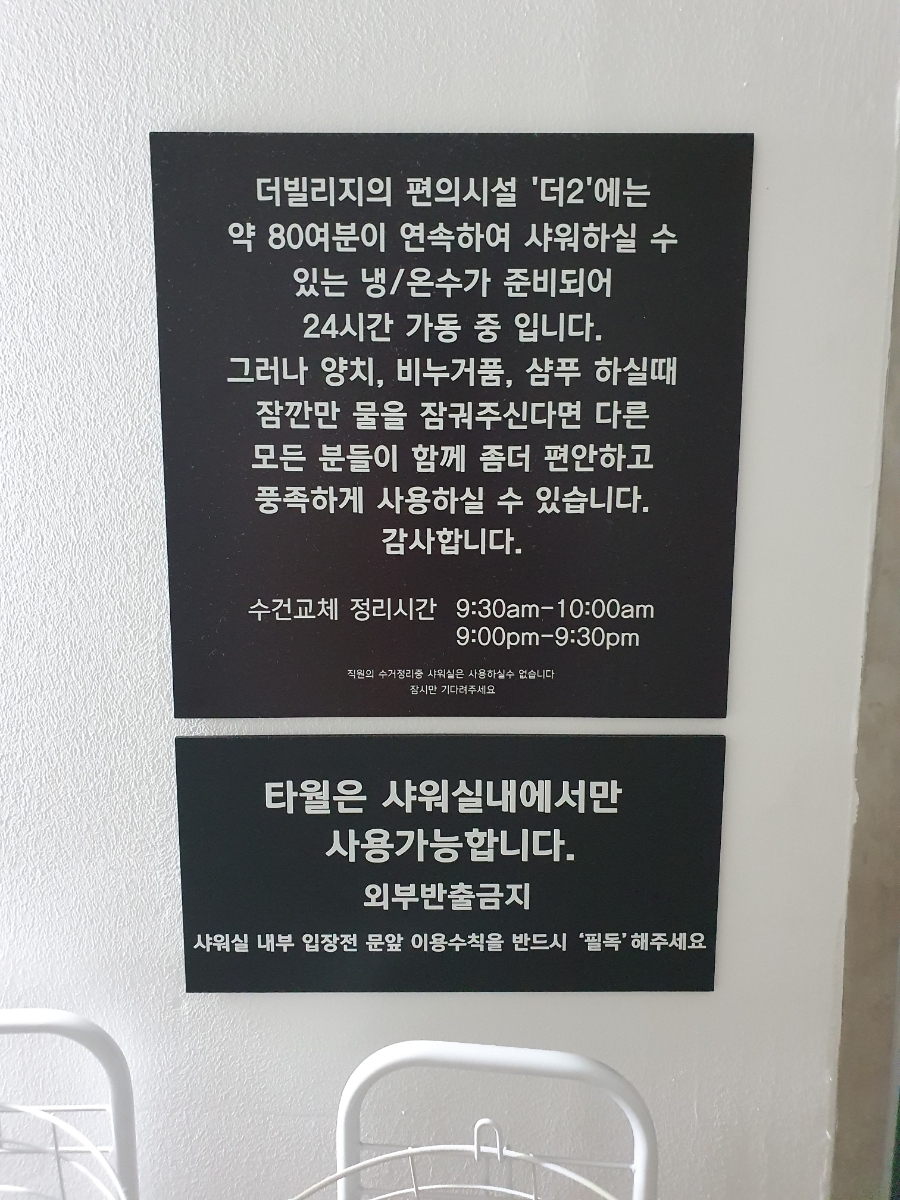 더빌리지의 편의시설 '더2'에는
약 80여분이 연속하여 샤워하실 수
있는 냉/온수가 준비되어
24시간 가동 중 입니다.
그러나 양치, 비누거품, 샴푸 하실때
잠깐만 물을 잠궈주신다면 다른
모든 분들이 함께 좀더 편안하고
풍족하게 사용하실 수 있습니다.
감사합니다.
수건교체 정리시간 9:30am-10:00am
9:00pm-9:30pm
직원의 수거정리중 샤워실은 사용하실수 없습니다
잠시만 기다려주세요
타월은 샤워실내에서만
사용가능합니다.
외부반출금지
샤워실 내부 입장전 문앞 이용수칙을 반드시 ‘필독’해주세요